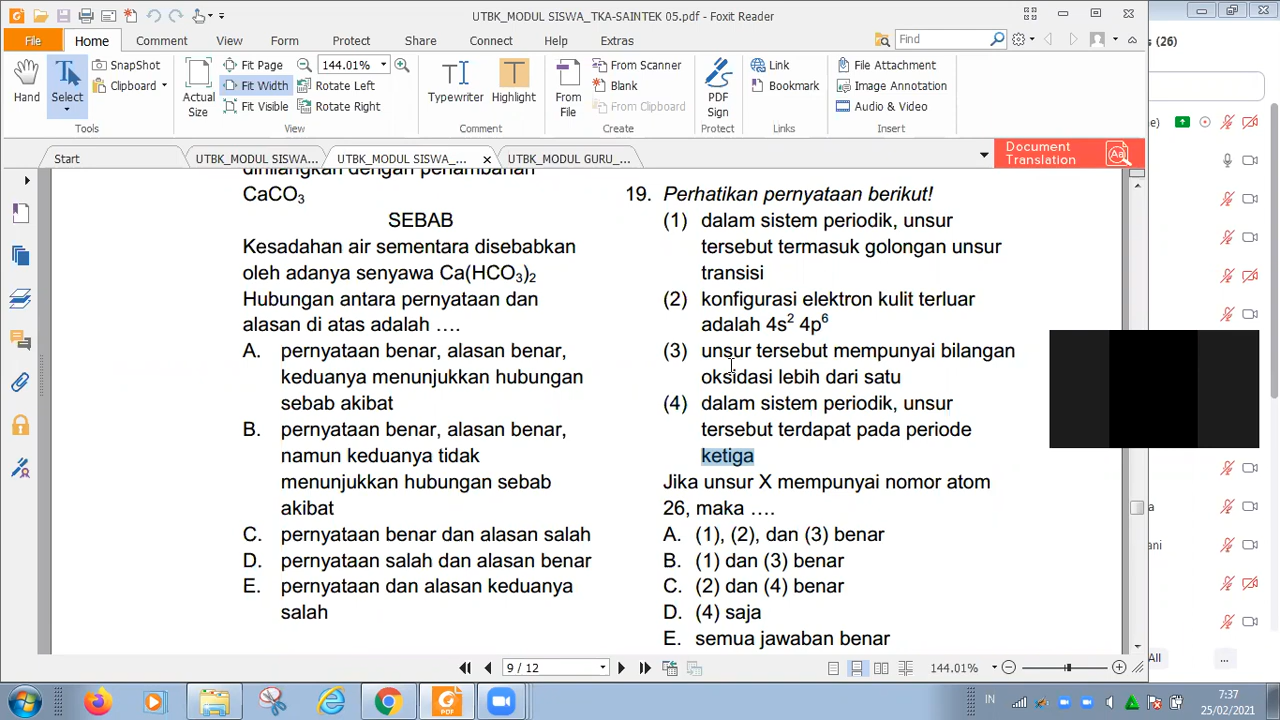 UTBK_MODUL SISWA_TKA-SAINTEK 05.pdf - Foxit Reader
s (26)
File Home Comment View Form Protect Share Connect Help Extras Find
Hand
Select
SnapShot
Clipboard
Tools
Actual Size
Fit Page
Fit Width
Fit Visible
144.01%
Rotate Left
Rotate Right
View
Typewriter
Highlight
Comment
From File
From Scanner
Blank
From Clipboard
Create
PDF Sign
Protect
Link
Bookmark
Links
File Attachment
Image Annotation
Audio & Video
Insert
e)
Start
UTBK_MODUL SISWA...
UTBK_MODUL SISWA_...
UTBK_MODUL GURU_...
Document Translation
dihilangkan dengan penambahan
CaCO3
SEBAB
Kesadahan air sementara disebabkan
oleh adanya senyawa Ca(HCO3)2
Hubungan antara pernyataan dan
alasan di atas adalah ….
A. pernyataan benar, alasan benar,
keduanya menunjukkan hubungan
sebab akibat
B. pernyataan benar, alasan benar,
namun keduanya tidak
menunjukkan hubungan sebab
akibat
C. pernyataan benar dan alasan salah
D. pernyataan salah dan alasan benar
E. pernyataan dan alasan keduanya
salah
19. Perhatikan pernyataan berikut!
(1) dalam sistem periodik, unsur
tersebut termasuk golongan unsur
transisi
(2) konfigurasi elektron kulit terluar
adalah 4s2 4p6
(3) unsur tersebut mempunyai bilangan
oksidasi lebih dari satu
(4) dalam sistem periodik, unsur
tersebut terdapat pada periode
ketiga
Jika unsur X mempunyai nomor atom
26, maka ….
A. (1), (2), dan (3) benar
B. (1) dan (3) benar
C. (2) dan (4) benar
D. (4) saja
E. semua jawaban benar
a
ani
All
...
9 / 12
144.01%
IN
7:37
25/02/2021